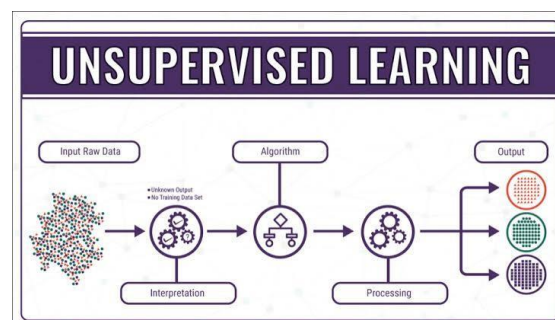 UNSUPERVISED LEARNING
Input Raw Data
Algorithm
Output
• Unknown Output
• No Training Data Set
Interpretation
Processing